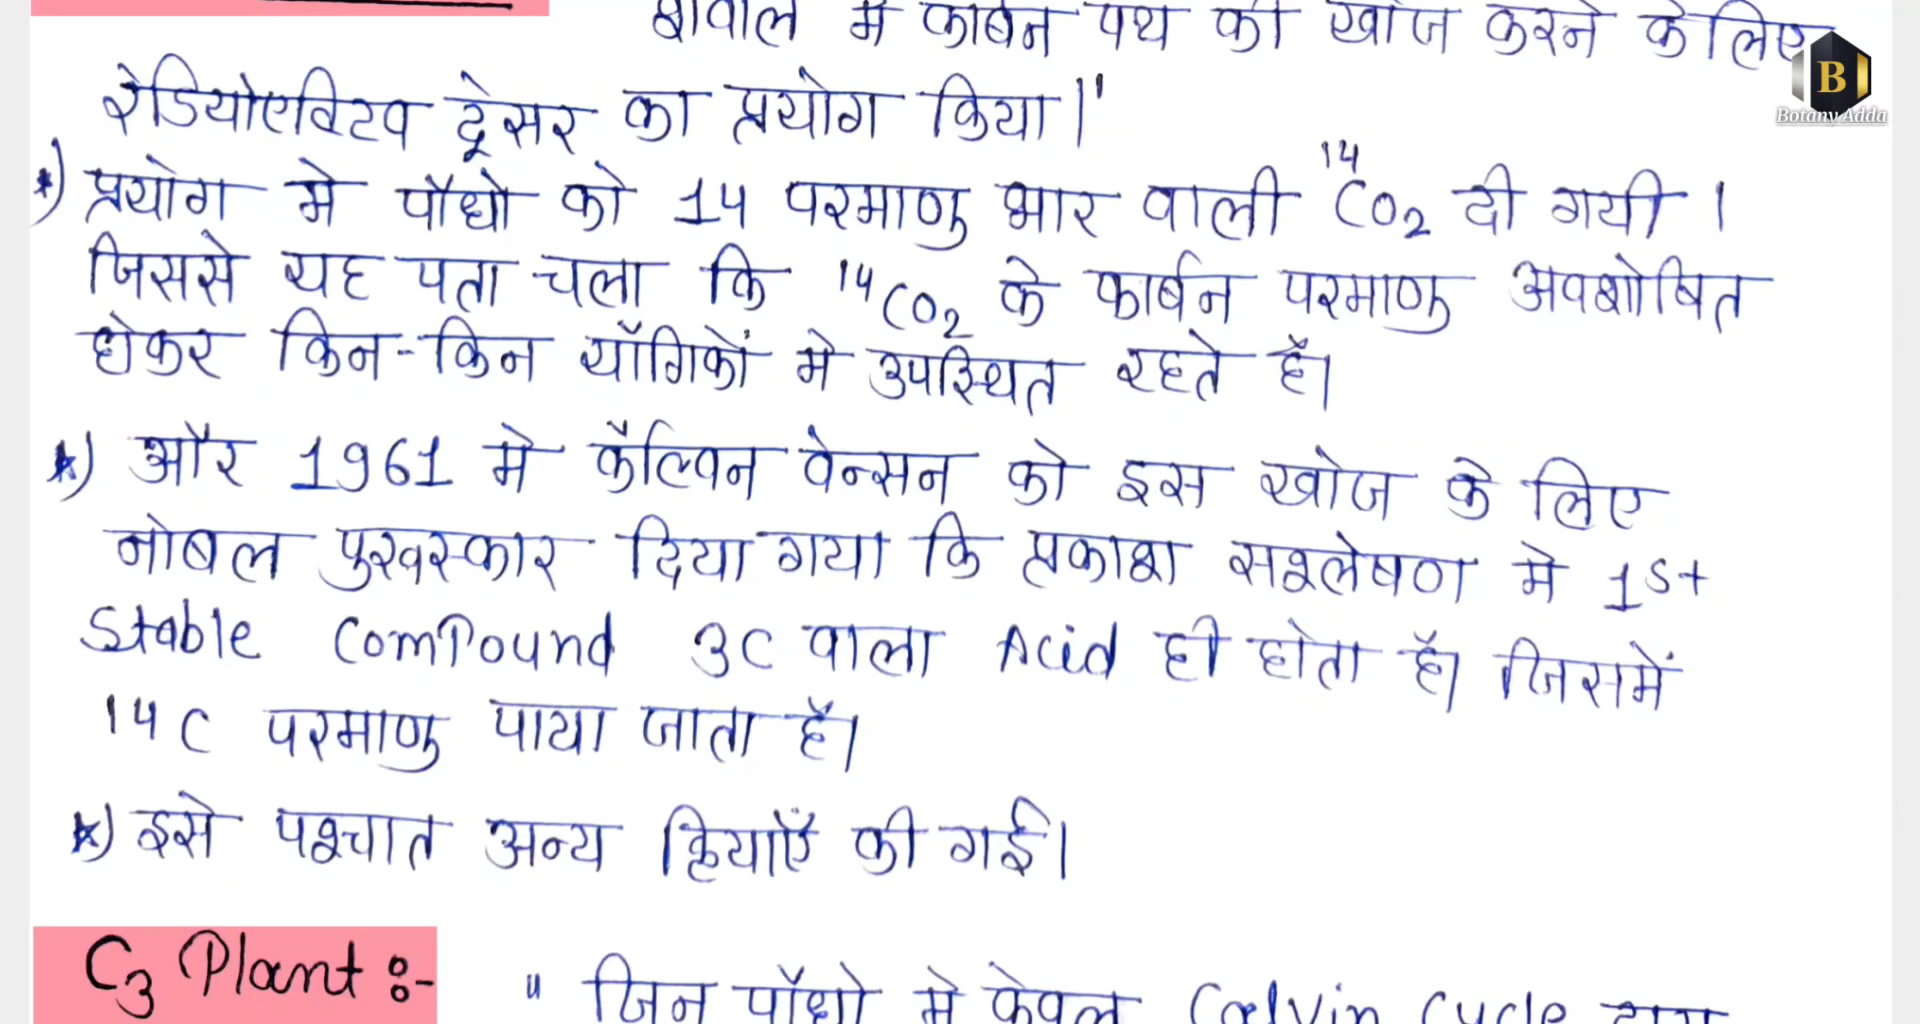 शैवाल में कार्बन पथ की खोज करने के लिए
रेडियोएक्टिव ट्रेसर का प्रयोग किया।"
B
Botany Adda
*) प्रयोग मे पौधो को 14 परमाणु भार वाली ¹⁴CO₂ दी गयी।
जिससे यह पता चला कि ¹⁴CO₂ के कार्बन परमाणु अवशोषित
होकर किन-किन यौगिकों मे उपस्थित रहते है।
*) और 1961 मे कैल्विन वेन्सन को इस खोज के लिए
नोबल पुरुवस्कार दिया गया कि प्रकाश सश्लेषण मे 1st
Stable Compound 3C वाला Acid ही होता है। जिसमें
¹⁴C परमाणु पाया जाता है।
*) इसे पश्चात अन्य क्रियाएँ की गई।
C₃ Plant :- " जिन पौधो मे केवल Calvin cycle द्वारा